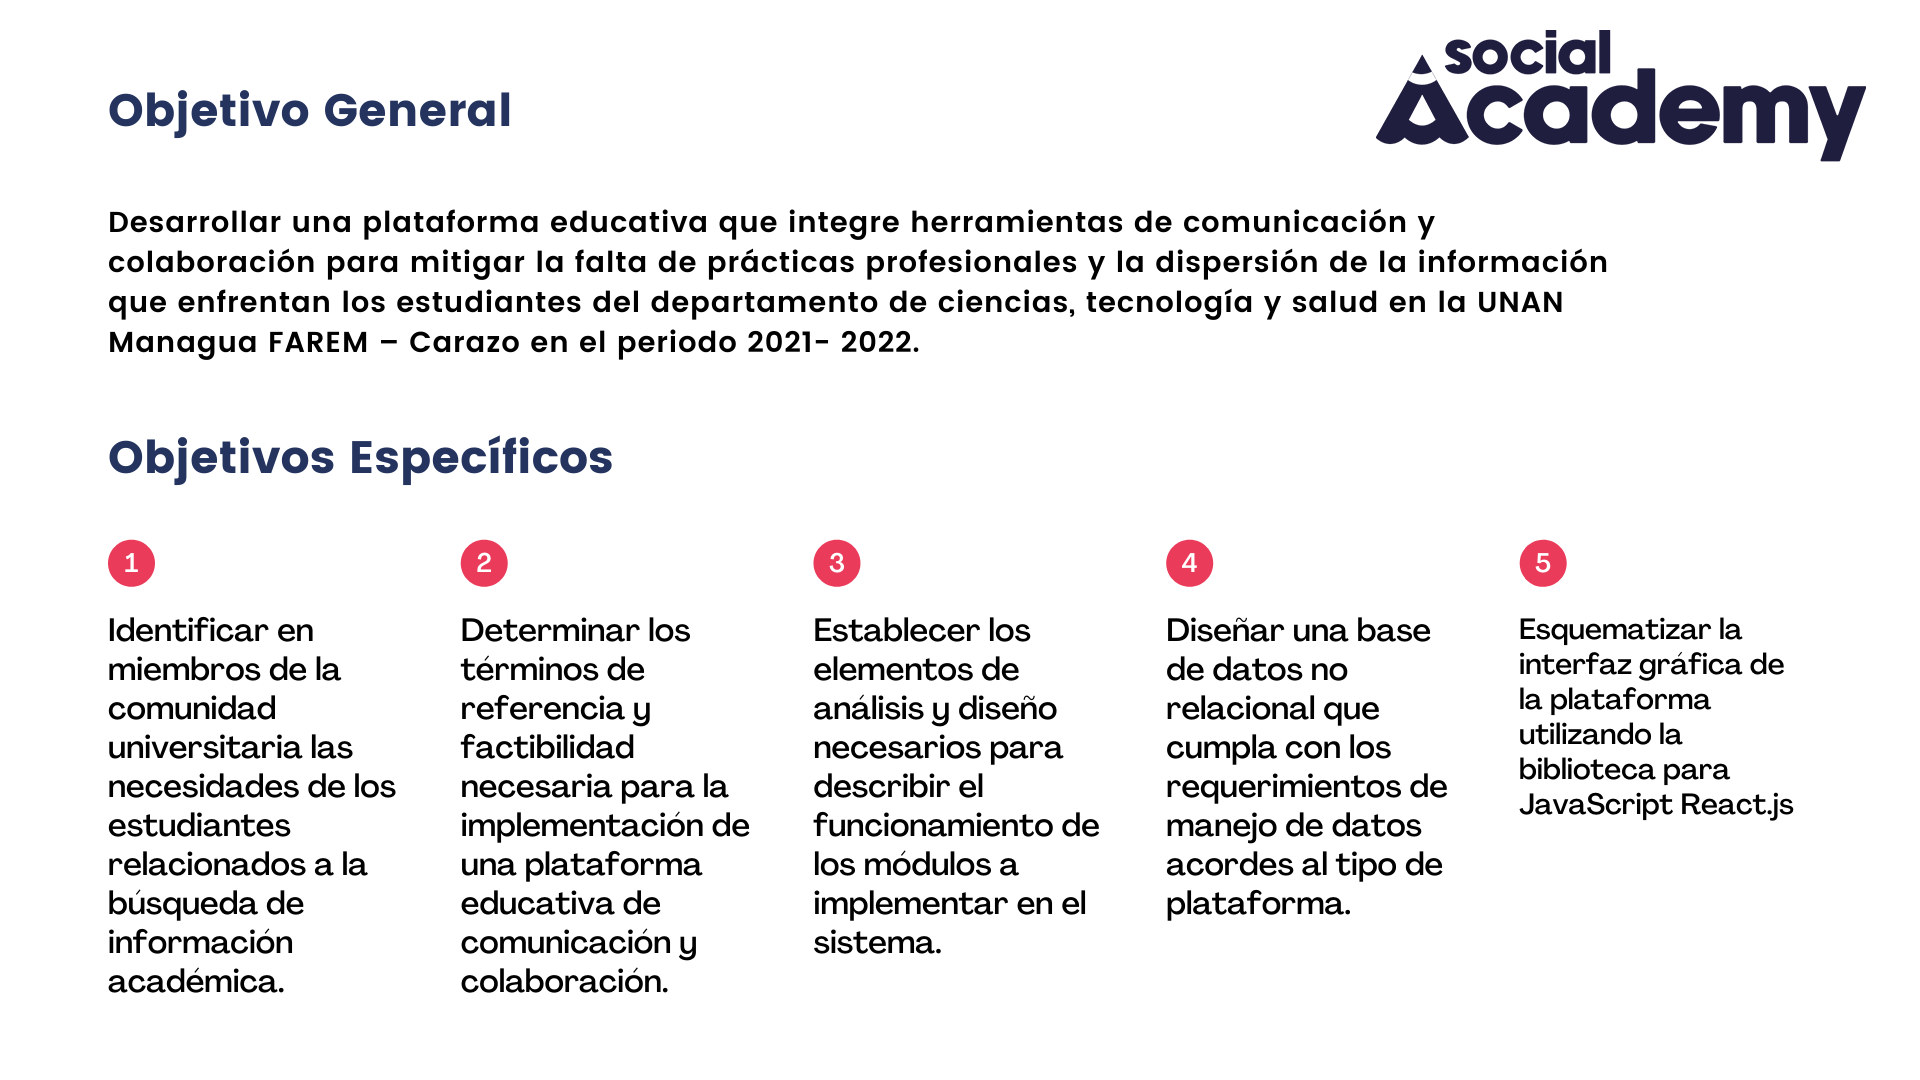 social
Academy
Objetivo General
Desarrollar una plataforma educativa que integre herramientas de comunicación y
colaboración para mitigar la falta de prácticas profesionales y la dispersión de la información
que enfrentan los estudiantes del departamento de ciencias, tecnología y salud en la UNAN
Managua FAREM – Carazo en el periodo 2021- 2022.
Objetivos Específicos
1
Identificar en
miembros de la
comunidad
universitaria las
necesidades de los
estudiantes
relacionados a la
búsqueda de
información
académica.
2
Determinar los
términos de
referencia y
factibilidad
necesaria para la
implementación de
una plataforma
educativa de
comunicación y
colaboración.
3
Establecer los
elementos de
análisis y diseño
necesarios para
describir el
funcionamiento de
los módulos a
implementar en el
sistema.
4
Diseñar una base
de datos no
relacional que
cumpla con los
requerimientos de
manejo de datos
acordes al tipo de
plataforma.
5
Esquematizar la
interfaz gráfica de
la plataforma
utilizando la
biblioteca para
JavaScript React.js